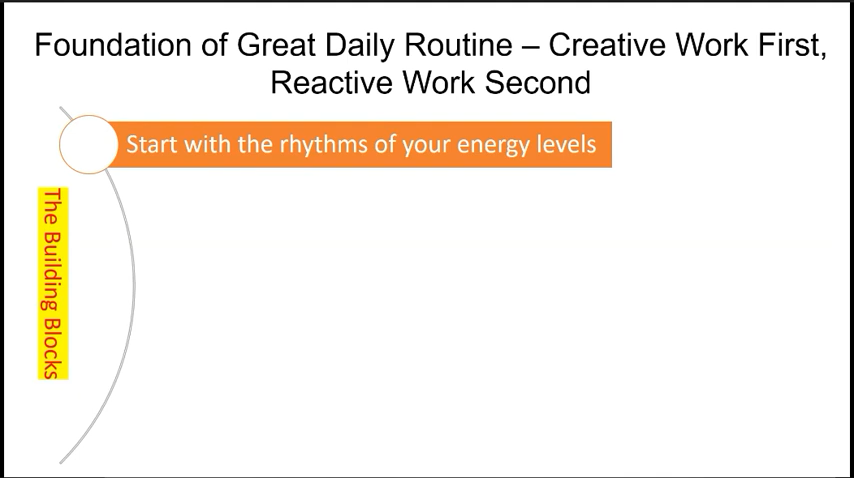 Foundation of Great Daily Routine – Creative Work First,
Reactive Work Second
Start with the rhythms of your energy levels
The Building Blocks